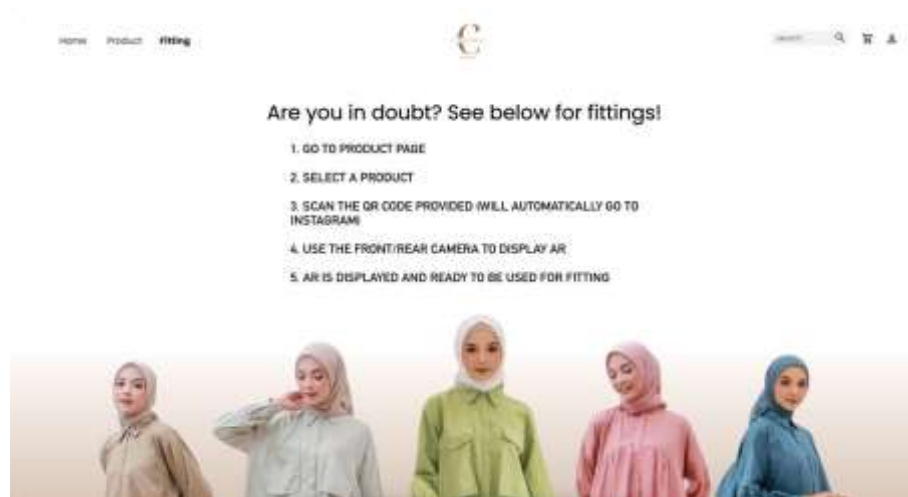 Home Product Fitting
Are you in doubt? See below for fittings!
1. GO TO PRODUCT PAGE
2. SELECT A PRODUCT
3. SCAN THE QR CODE PROVIDED (WILL AUTOMATICALLY GO TO
INSTAGRAM)
4. USE THE FRONT/REAR CAMERA TO DISPLAY AR
5. AR IS DISPLAYED AND READY TO BE USED FOR FITTING